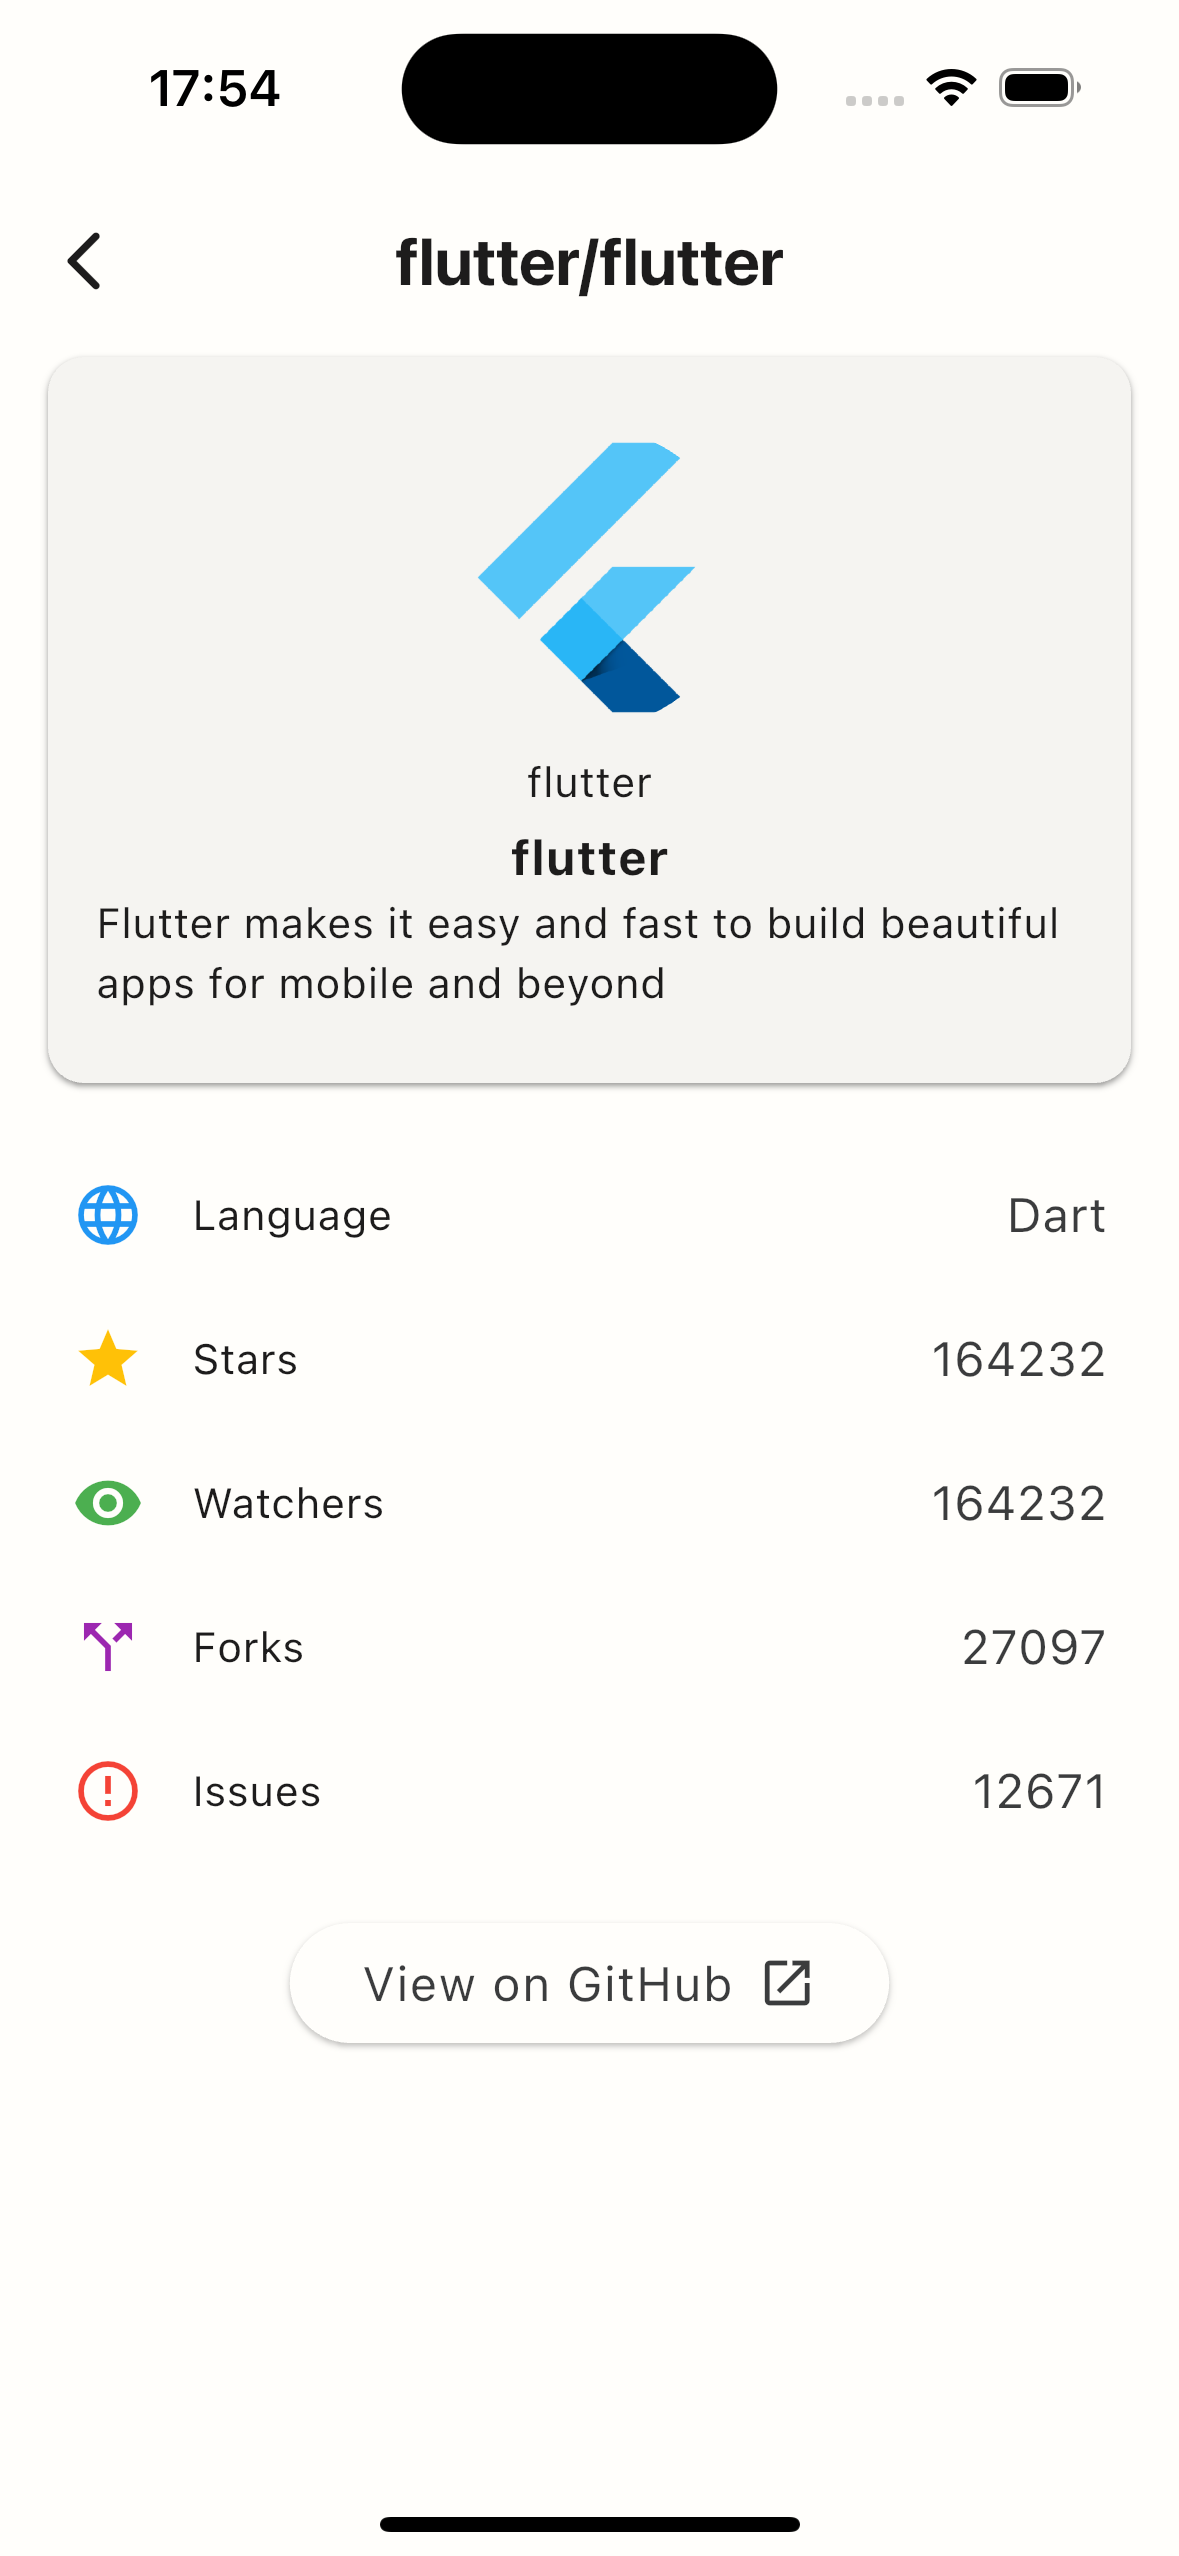 17:54
flutter/flutter
flutter
flutter
Flutter makes it easy and fast to build beautiful
apps for mobile and beyond
Language Dart
Stars 164232
Watchers 164232
Forks 27097
Issues 12671
View on GitHub